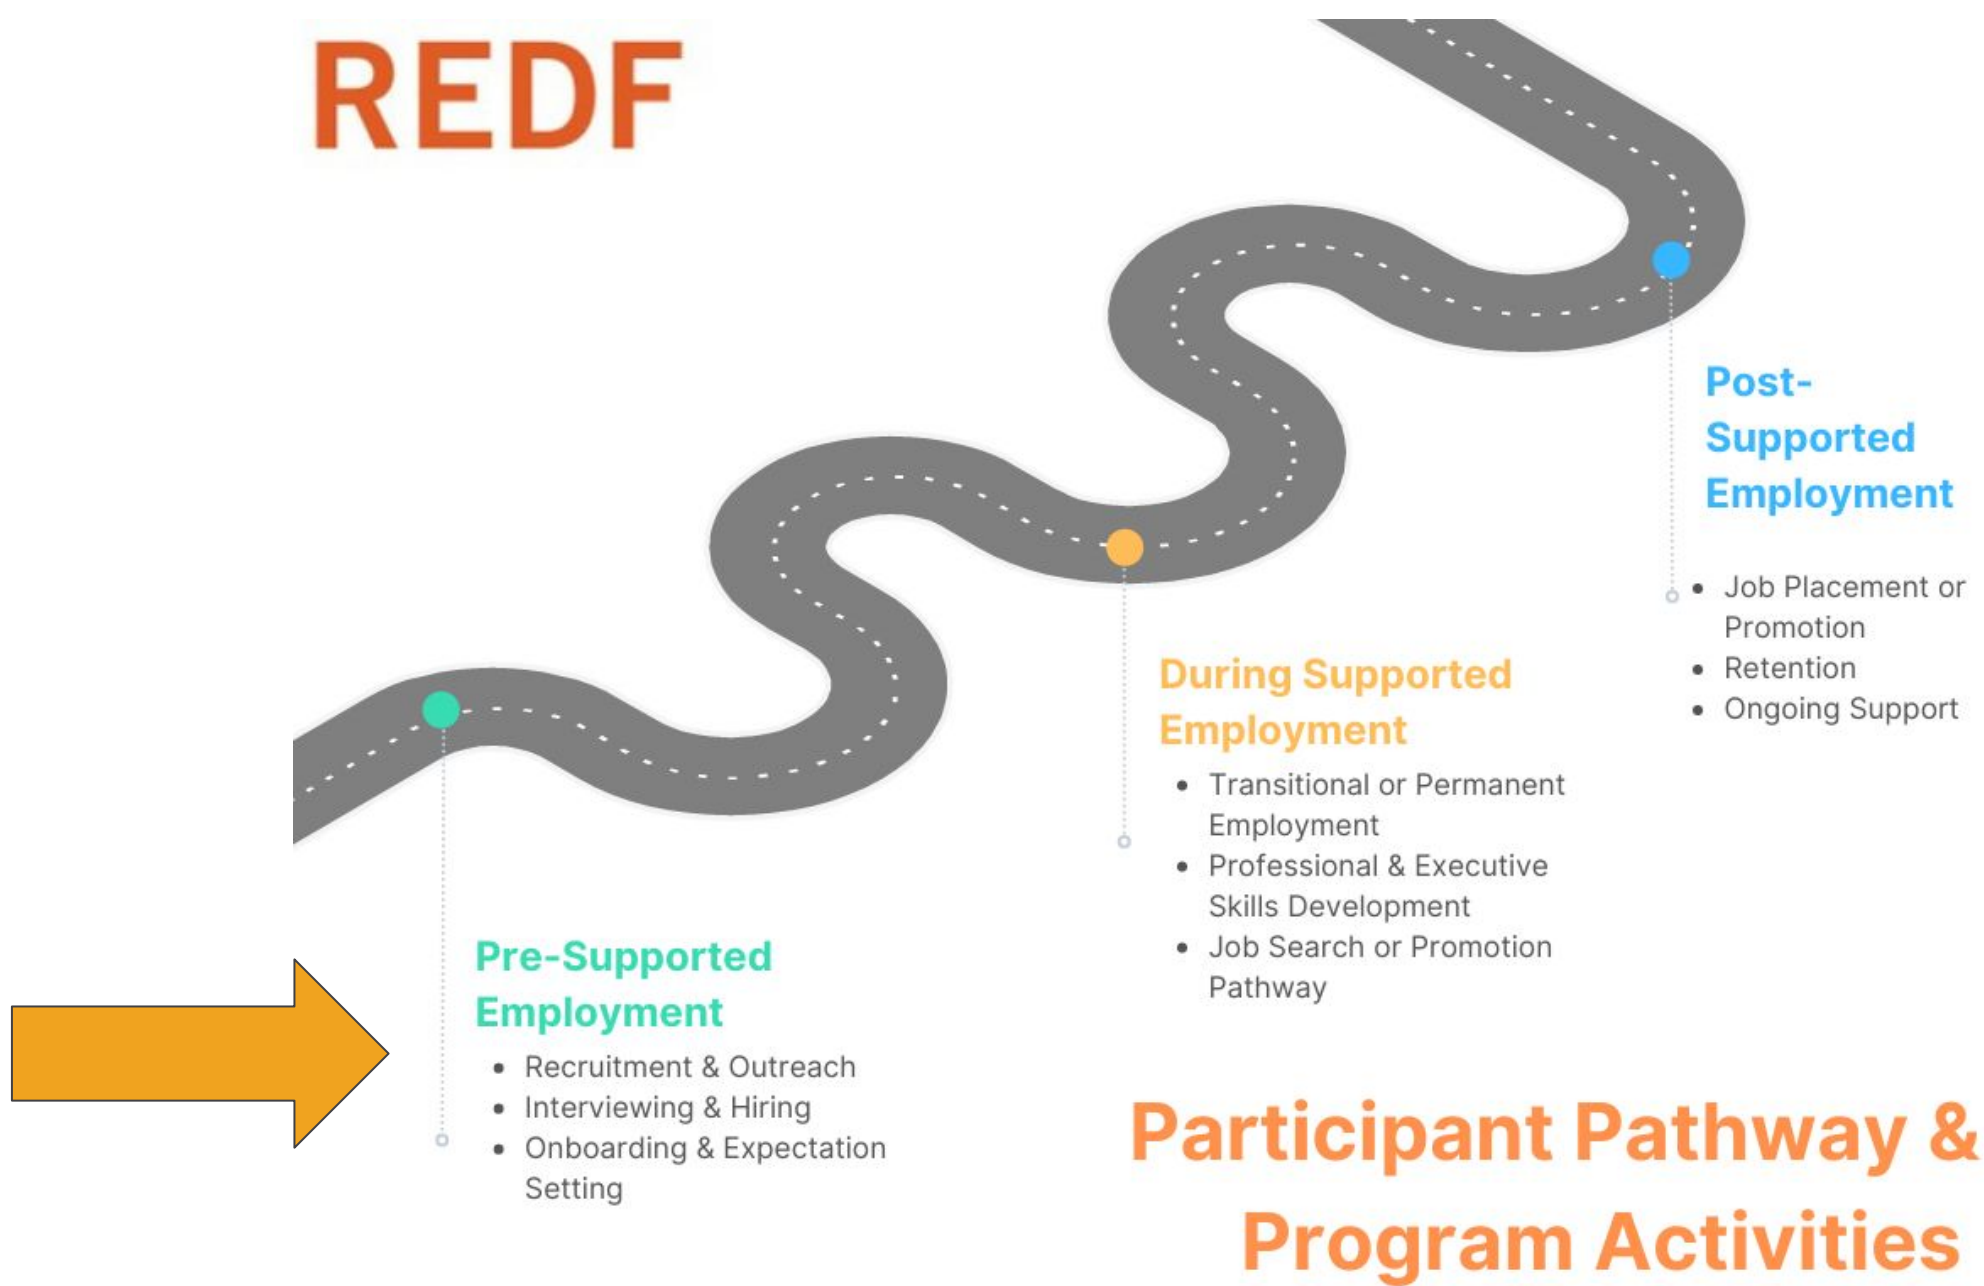 REDF
Post-
Supported
Employment
• Job Placement or
Promotion
• Retention
• Ongoing Support
During Supported
Employment
• Transitional or Permanent
Employment
• Professional & Executive
Skills Development
• Job Search or Promotion
Pathway
Pre-Supported
Employment
• Recruitment & Outreach
• Interviewing & Hiring
• Onboarding & Expectation
Setting
Participant Pathway &
Program Activities